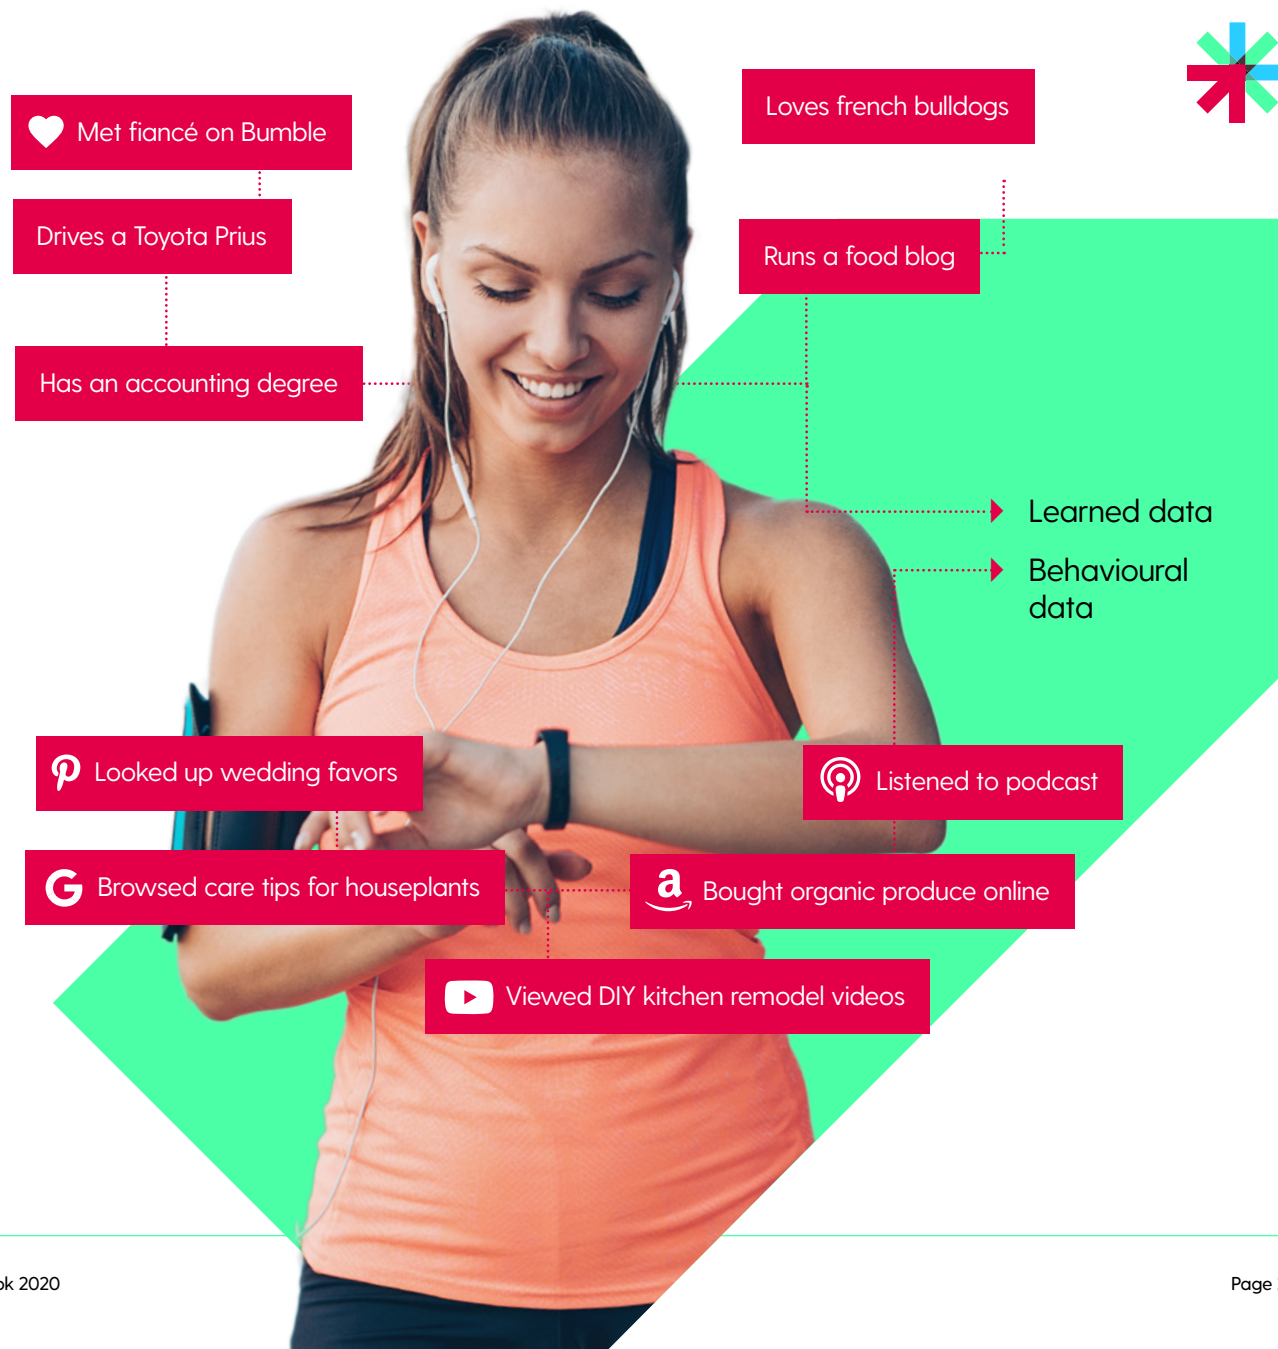 Met fiancé on Bumble
Loves french bulldogs
Drives a Toyota Prius
Runs a food blog
Has an accounting degree
Learned data
Behavioural
data
Looked up wedding favors
Listened to podcast
Browsed care tips for houseplants
Bought organic produce online
Viewed DIY kitchen remodel videos
2020
Page